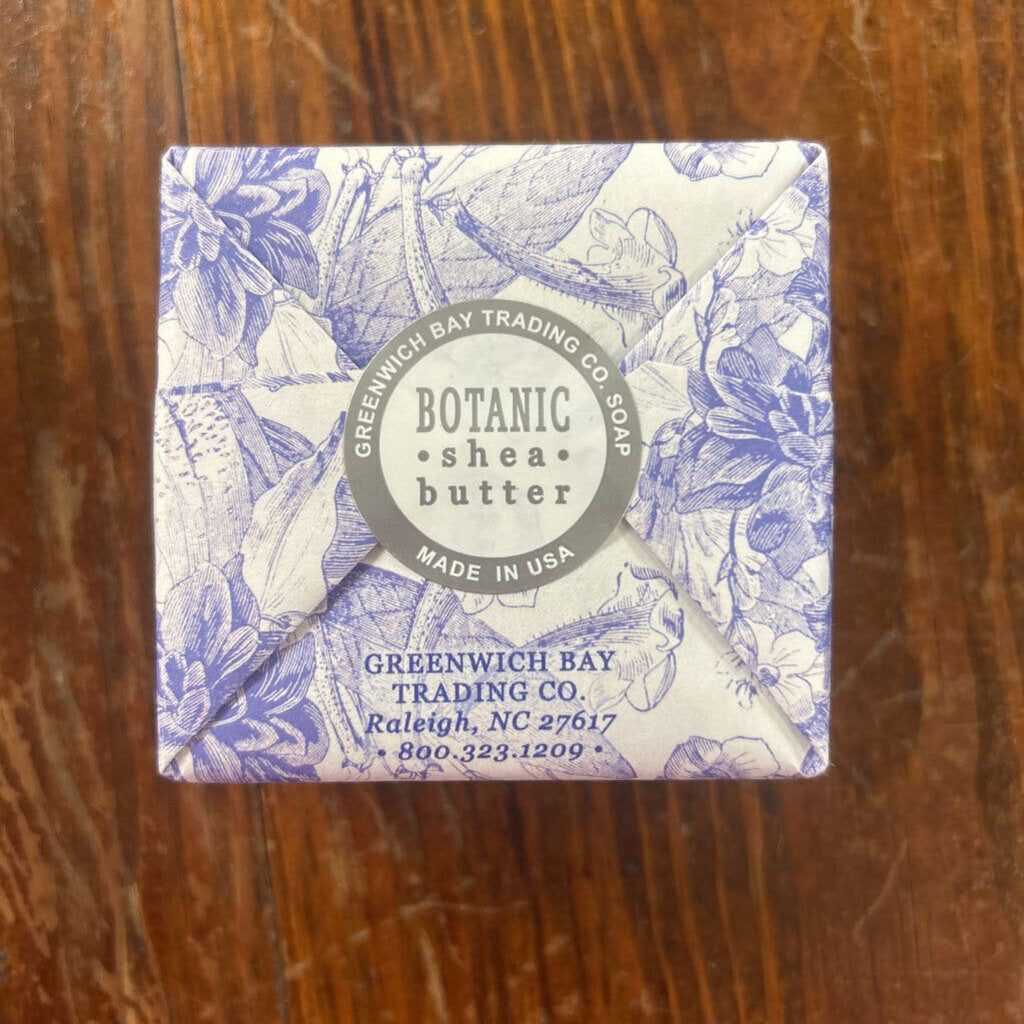 GREENWICH BAY TRADING CO. SOAP
BOTANIC
• shea •
butter
MADE IN USA
GREENWICH BAY
TRADING CO.
Raleigh, NC 27617
• 800.323.1209 •